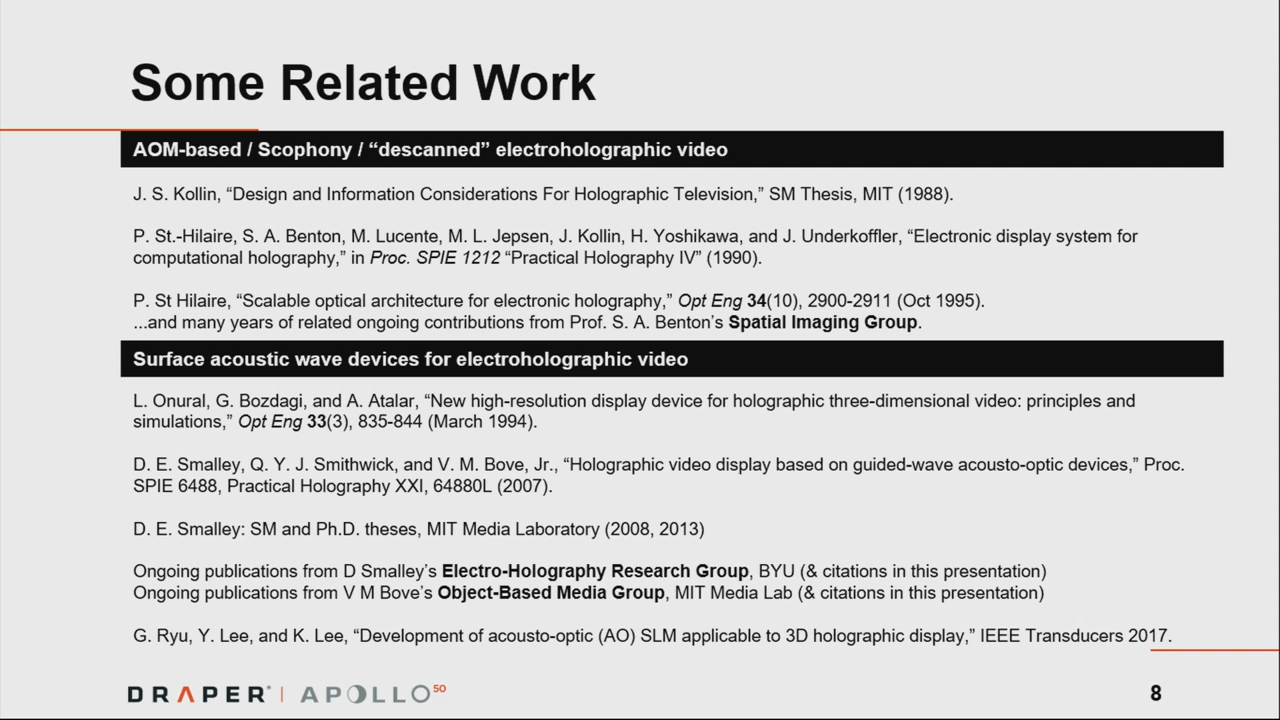 Some Related Work
AOM-based / Scophony / “descanned” electroholographic video
J. S. Kollin, “Design and Information Considerations For Holographic Television,” SM Thesis, MIT (1988).
P. St.-Hilaire, S. A. Benton, M. Lucente, M. L. Jepsen, J. Kollin, H. Yoshikawa, and J. Underkoffler, “Electronic display system for
computational holography,” in Proc. SPIE 1212 “Practical Holography IV” (1990).
P. St Hilaire, “Scalable optical architecture for electronic holography,” Opt Eng 34(10), 2900-2911 (Oct 1995).
...and many years of related ongoing contributions from Prof. S. A. Benton’s Spatial Imaging Group.
Surface acoustic wave devices for electroholographic video
L. Onural, G. Bozdagi, and A. Atalar, “New high-resolution display device for holographic three-dimensional video: principles and
simulations,” Opt Eng 33(3), 835-844 (March 1994).
D. E. Smalley, Q. Y. J. Smithwick, and V. M. Bove, Jr., “Holographic video display based on guided-wave acousto-optic devices,” Proc.
SPIE 6488, Practical Holography XXI, 64880L (2007).
D. E. Smalley: SM and Ph.D. theses, MIT Media Laboratory (2008, 2013)
Ongoing publications from D Smalley’s Electro-Holography Research Group, BYU (& citations in this presentation)
Ongoing publications from V M Bove’s Object-Based Media Group, MIT Media Lab (& citations in this presentation)
G. Ryu, Y. Lee, and K. Lee, “Development of acousto-optic (AO) SLM applicable to 3D holographic display,” IEEE Transducers 2017.
DRAPER | APOLLO50
8